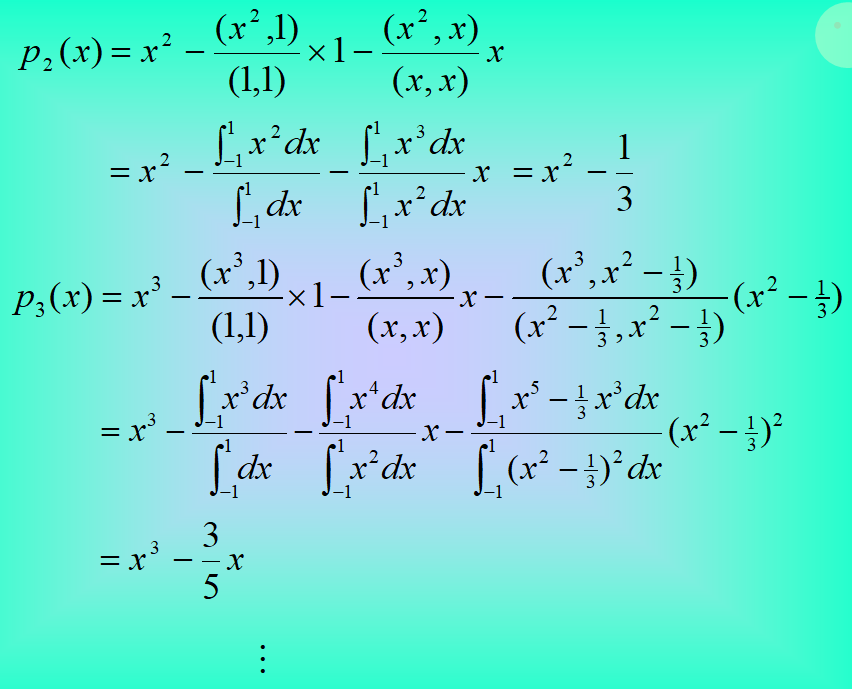 p₂(x) = x² − (x²,1)/(1,1) × 1 − (x²,x)/(x,x) x
= x² − ∫₋₁¹ x² dx / ∫₋₁¹ dx − ∫₋₁¹ x³ dx / ∫₋₁¹ x² dx x = x² − 1/3
p₃(x) = x³ − (x³,1)/(1,1) × 1 − (x³,x)/(x,x) x − (x³,x² − 1/3)/(x² − 1/3,x² − 1/3) (x² − 1/3)
= x³ − ∫₋₁¹ x³ dx / ∫₋₁¹ dx − ∫₋₁¹ x⁴ dx / ∫₋₁¹ x² dx x − ∫₋₁¹ x⁵ − 1/3 x³ dx / ∫₋₁¹ (x² − 1/3)² dx (x² − 1/3)²
= x³ − 3/5 x
⋮